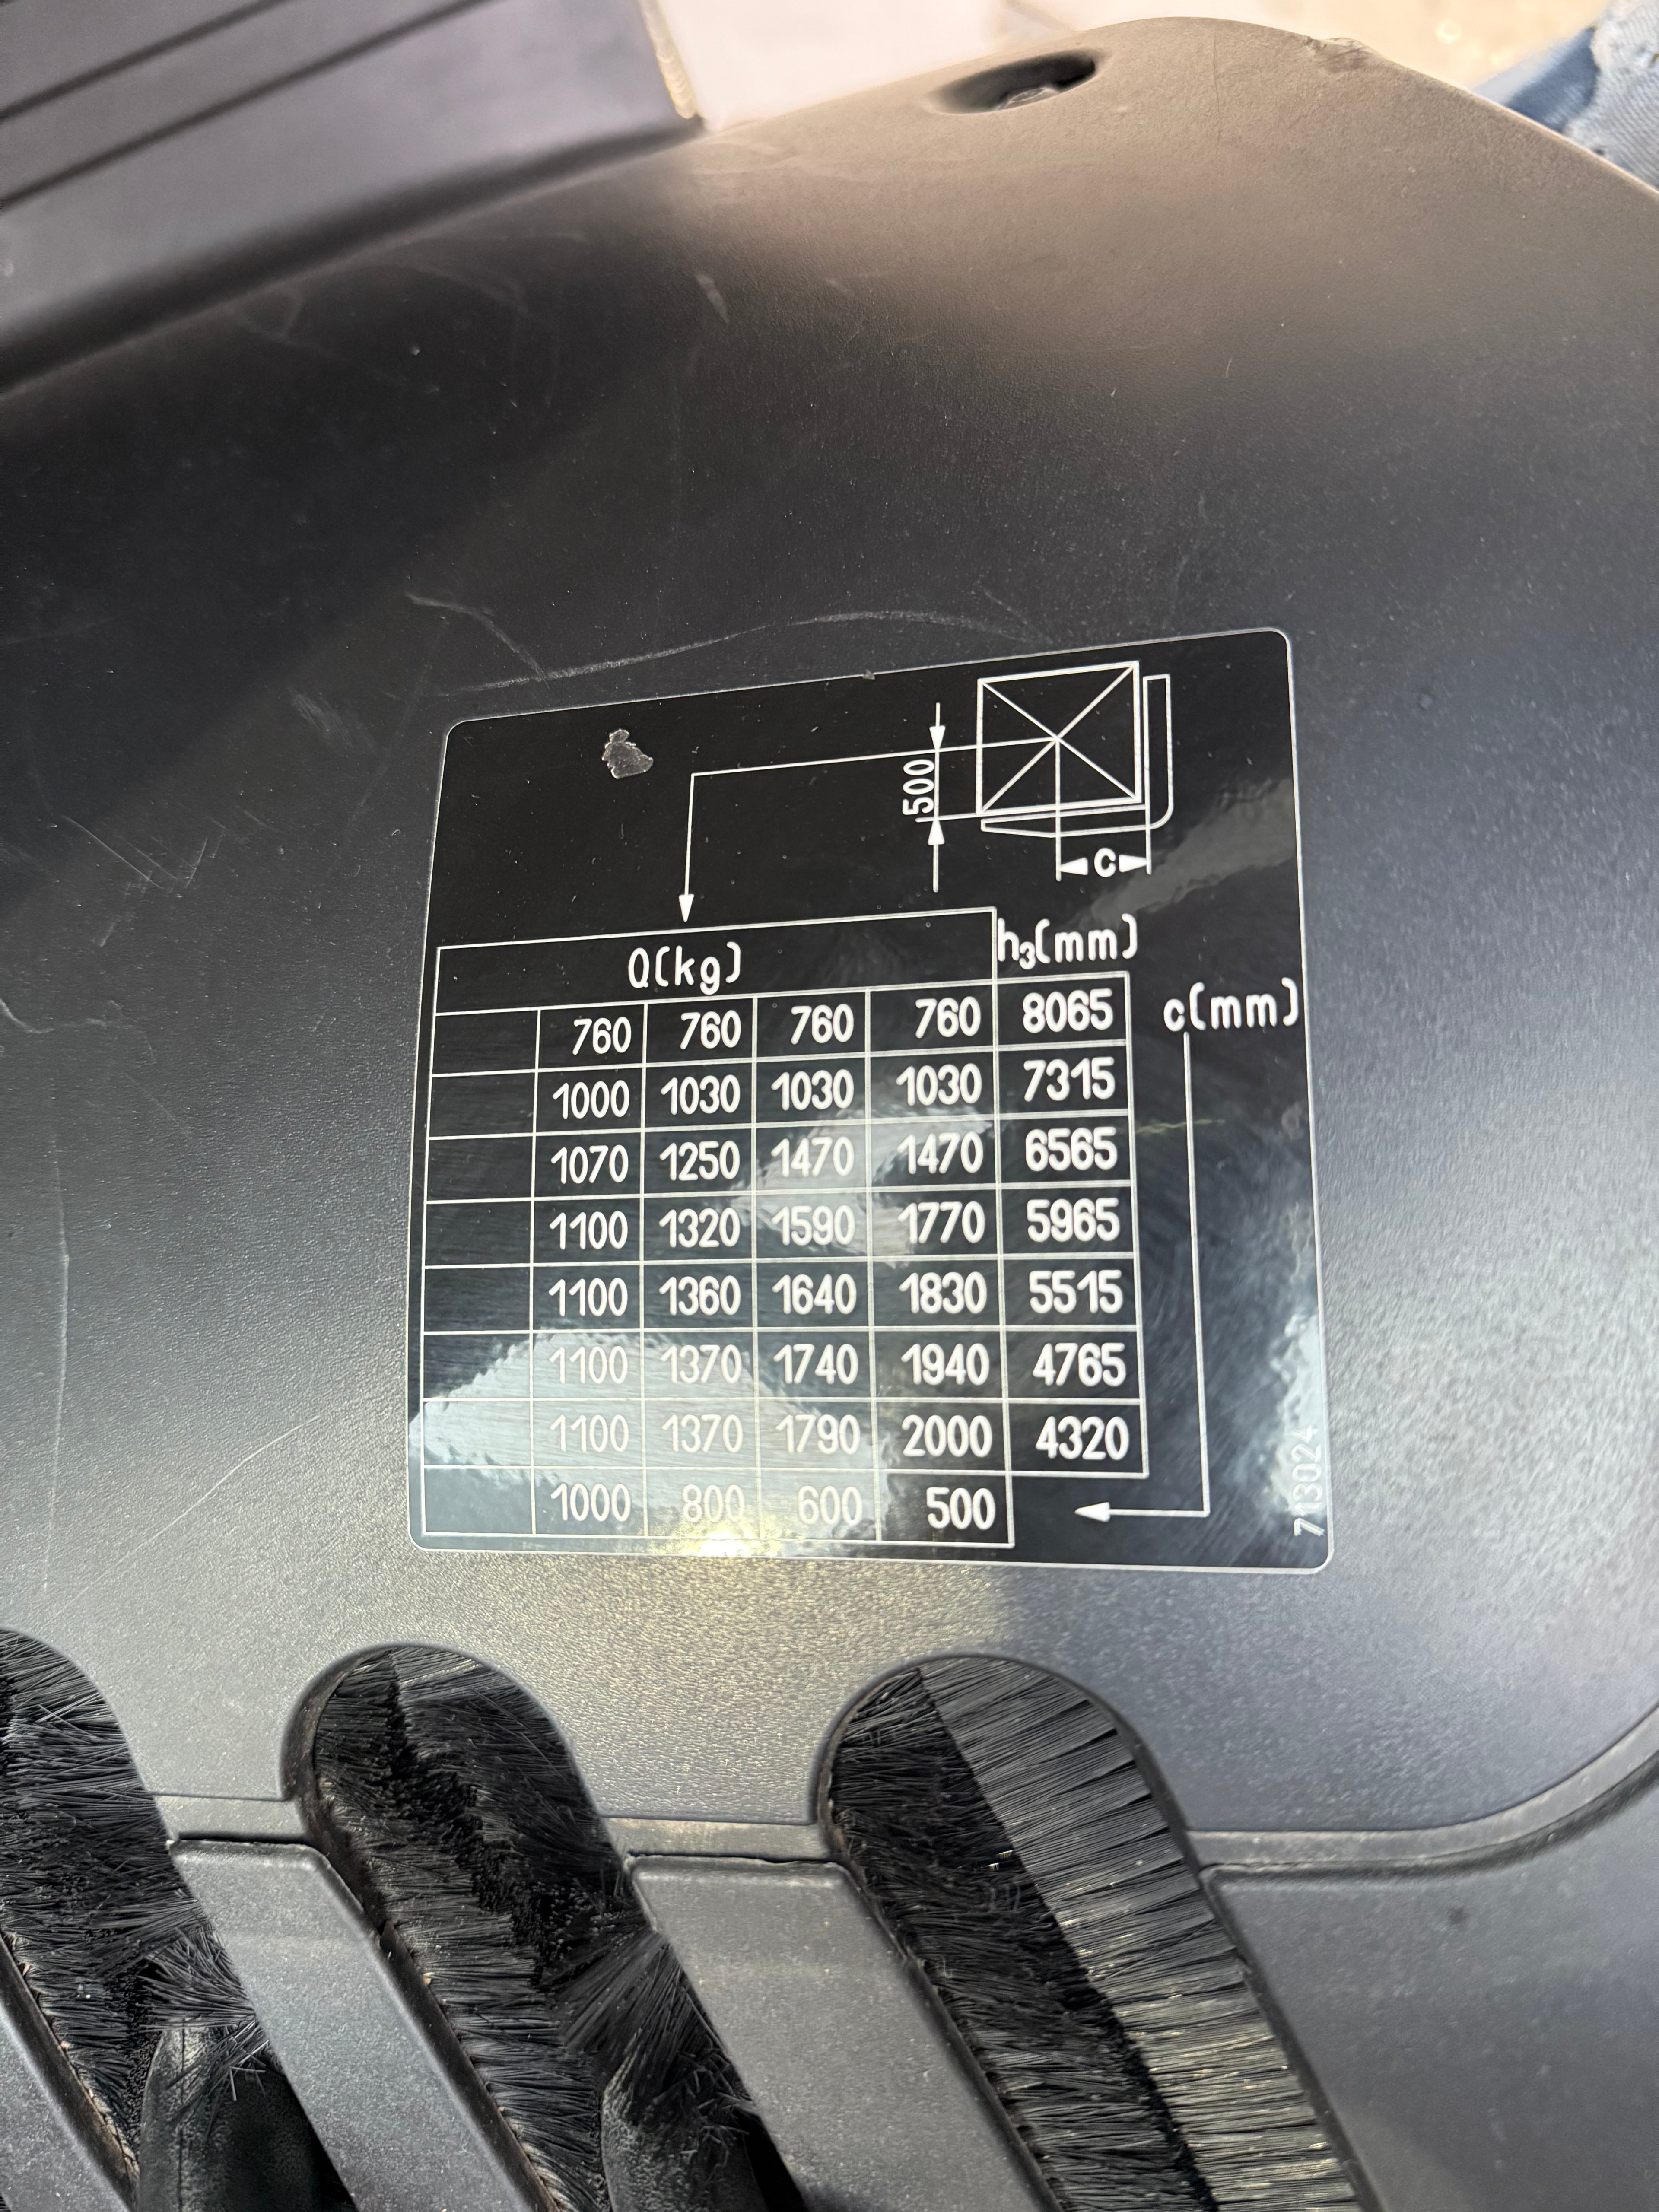 500
c
Q(kg) h₃(mm)
760 760 760 760 8065 c(mm)
1000 1030 1030 1030 7315
1070 1250 1470 1470 6565
1100 1320 1590 1770 5965
1100 1360 1640 1830 5515
1100 1370 1740 1940 4765
1100 1370 1790 2000 4320
1000 800 600 500
713024